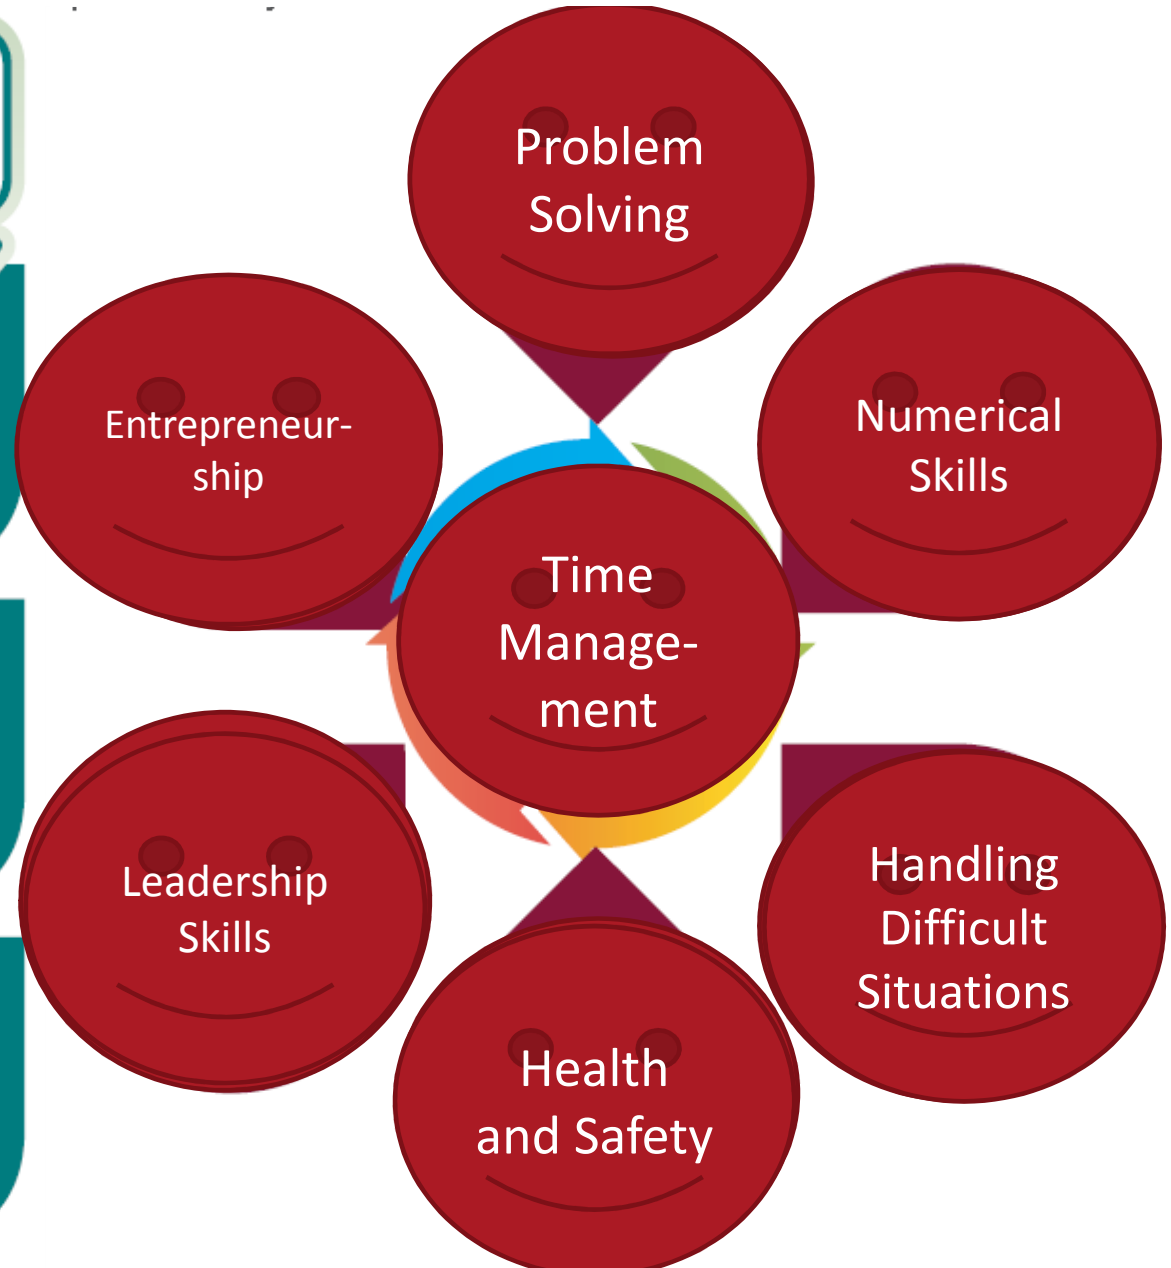 Problem
Solving
Numerical
Skills
Entrepreneur-
ship
Time
Manage-
ment
Handling
Difficult
Situations
Leadership
Skills
Health
and Safety